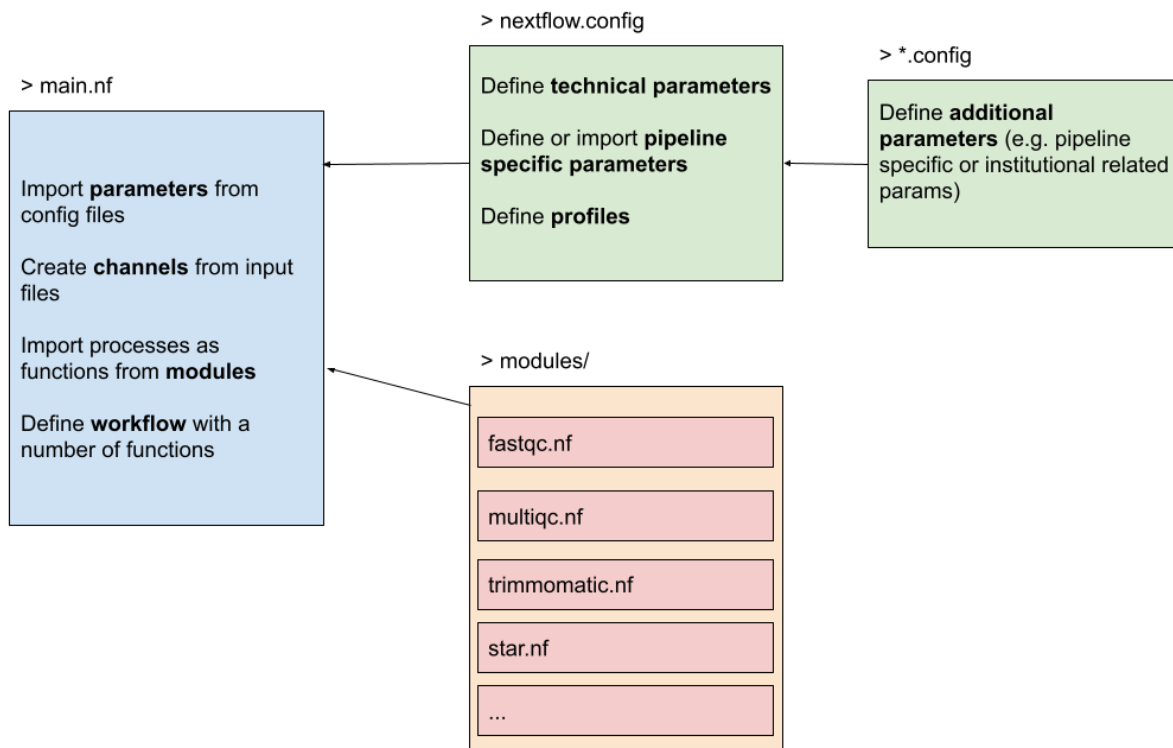 > main.nf
Import parameters from
config files
Create channels from input
files
Import processes as
functions from modules
Define workflow with a
number of functions
> nextflow.config
Define technical parameters
Define or import pipeline
specific parameters
Define profiles
> *.config
Define additional
parameters (e.g. pipeline
specific or institutional related
params)
> modules/
fastqc.nf
multiqc.nf
trimmomatic.nf
star.nf
...